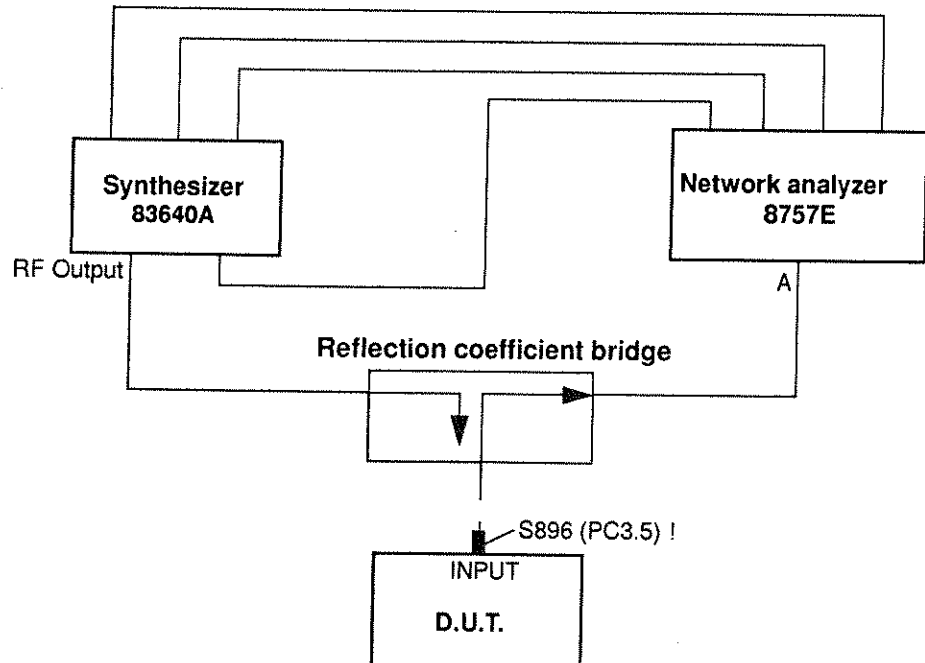 Synthesizer
83640A
Network analyzer
8757E
RF Output
A
Reflection coefficient bridge
S896 (PC3.5) !
INPUT
D.U.T.